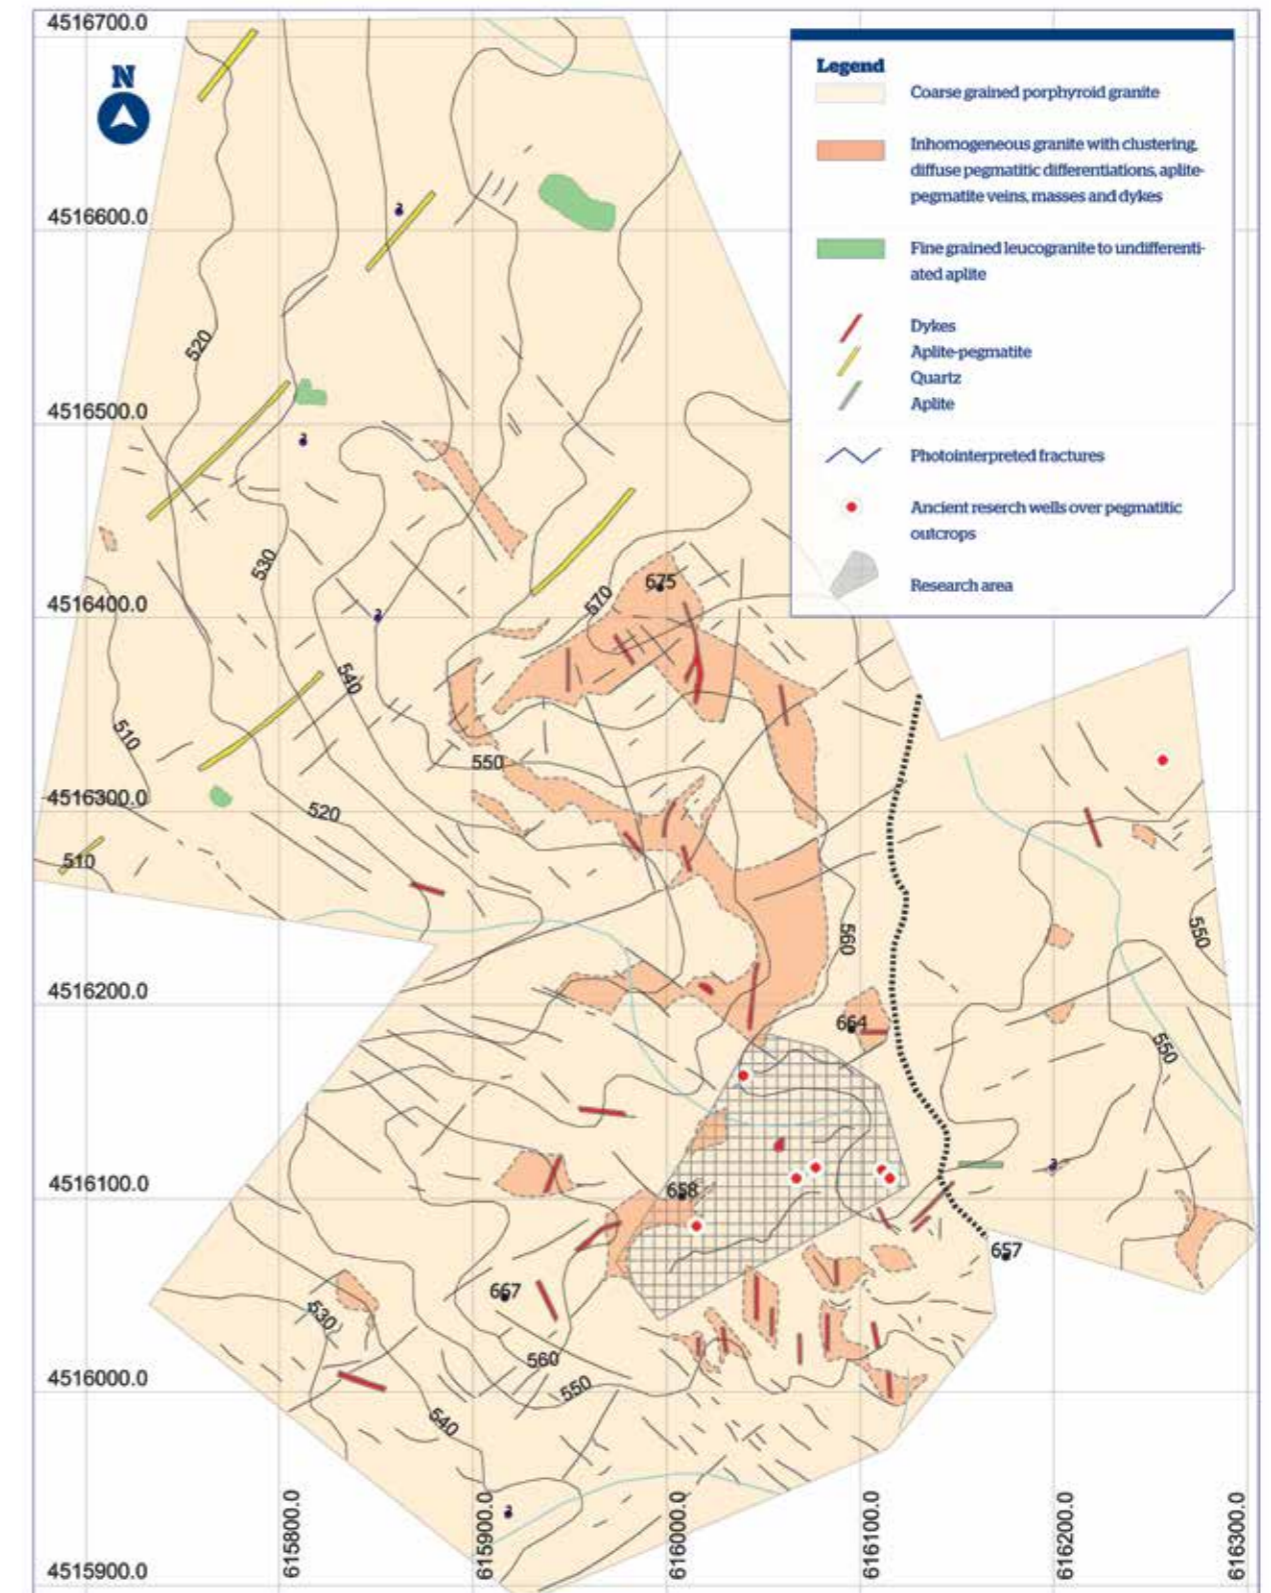 4516700.0
N
Legend
Coarse grained porphyroid granite
Inhomogeneous granite with clustering,
diffuse pegmatitic differentiations, aplite-
pegmatite veins, masses and dykes
Fine grained leucogranite to undifferenti-
ated aplite
Dykes
Aplite-pegmatite
Quartz
Aplite
Photointerpreted fractures
Ancient reserch wells over pegmatitic
outcrops
Research area
4516600.0
520
4516500.0
530
4516400.0
675
570
540
510
550
4516300.0
520
510
560
550
4516200.0
664
550
4516100.0
658
657
667
530
560
550
4516000.0
540
4515900.0
615800.0
615900.0
616000.0
616100.0
616200.0
616300.0